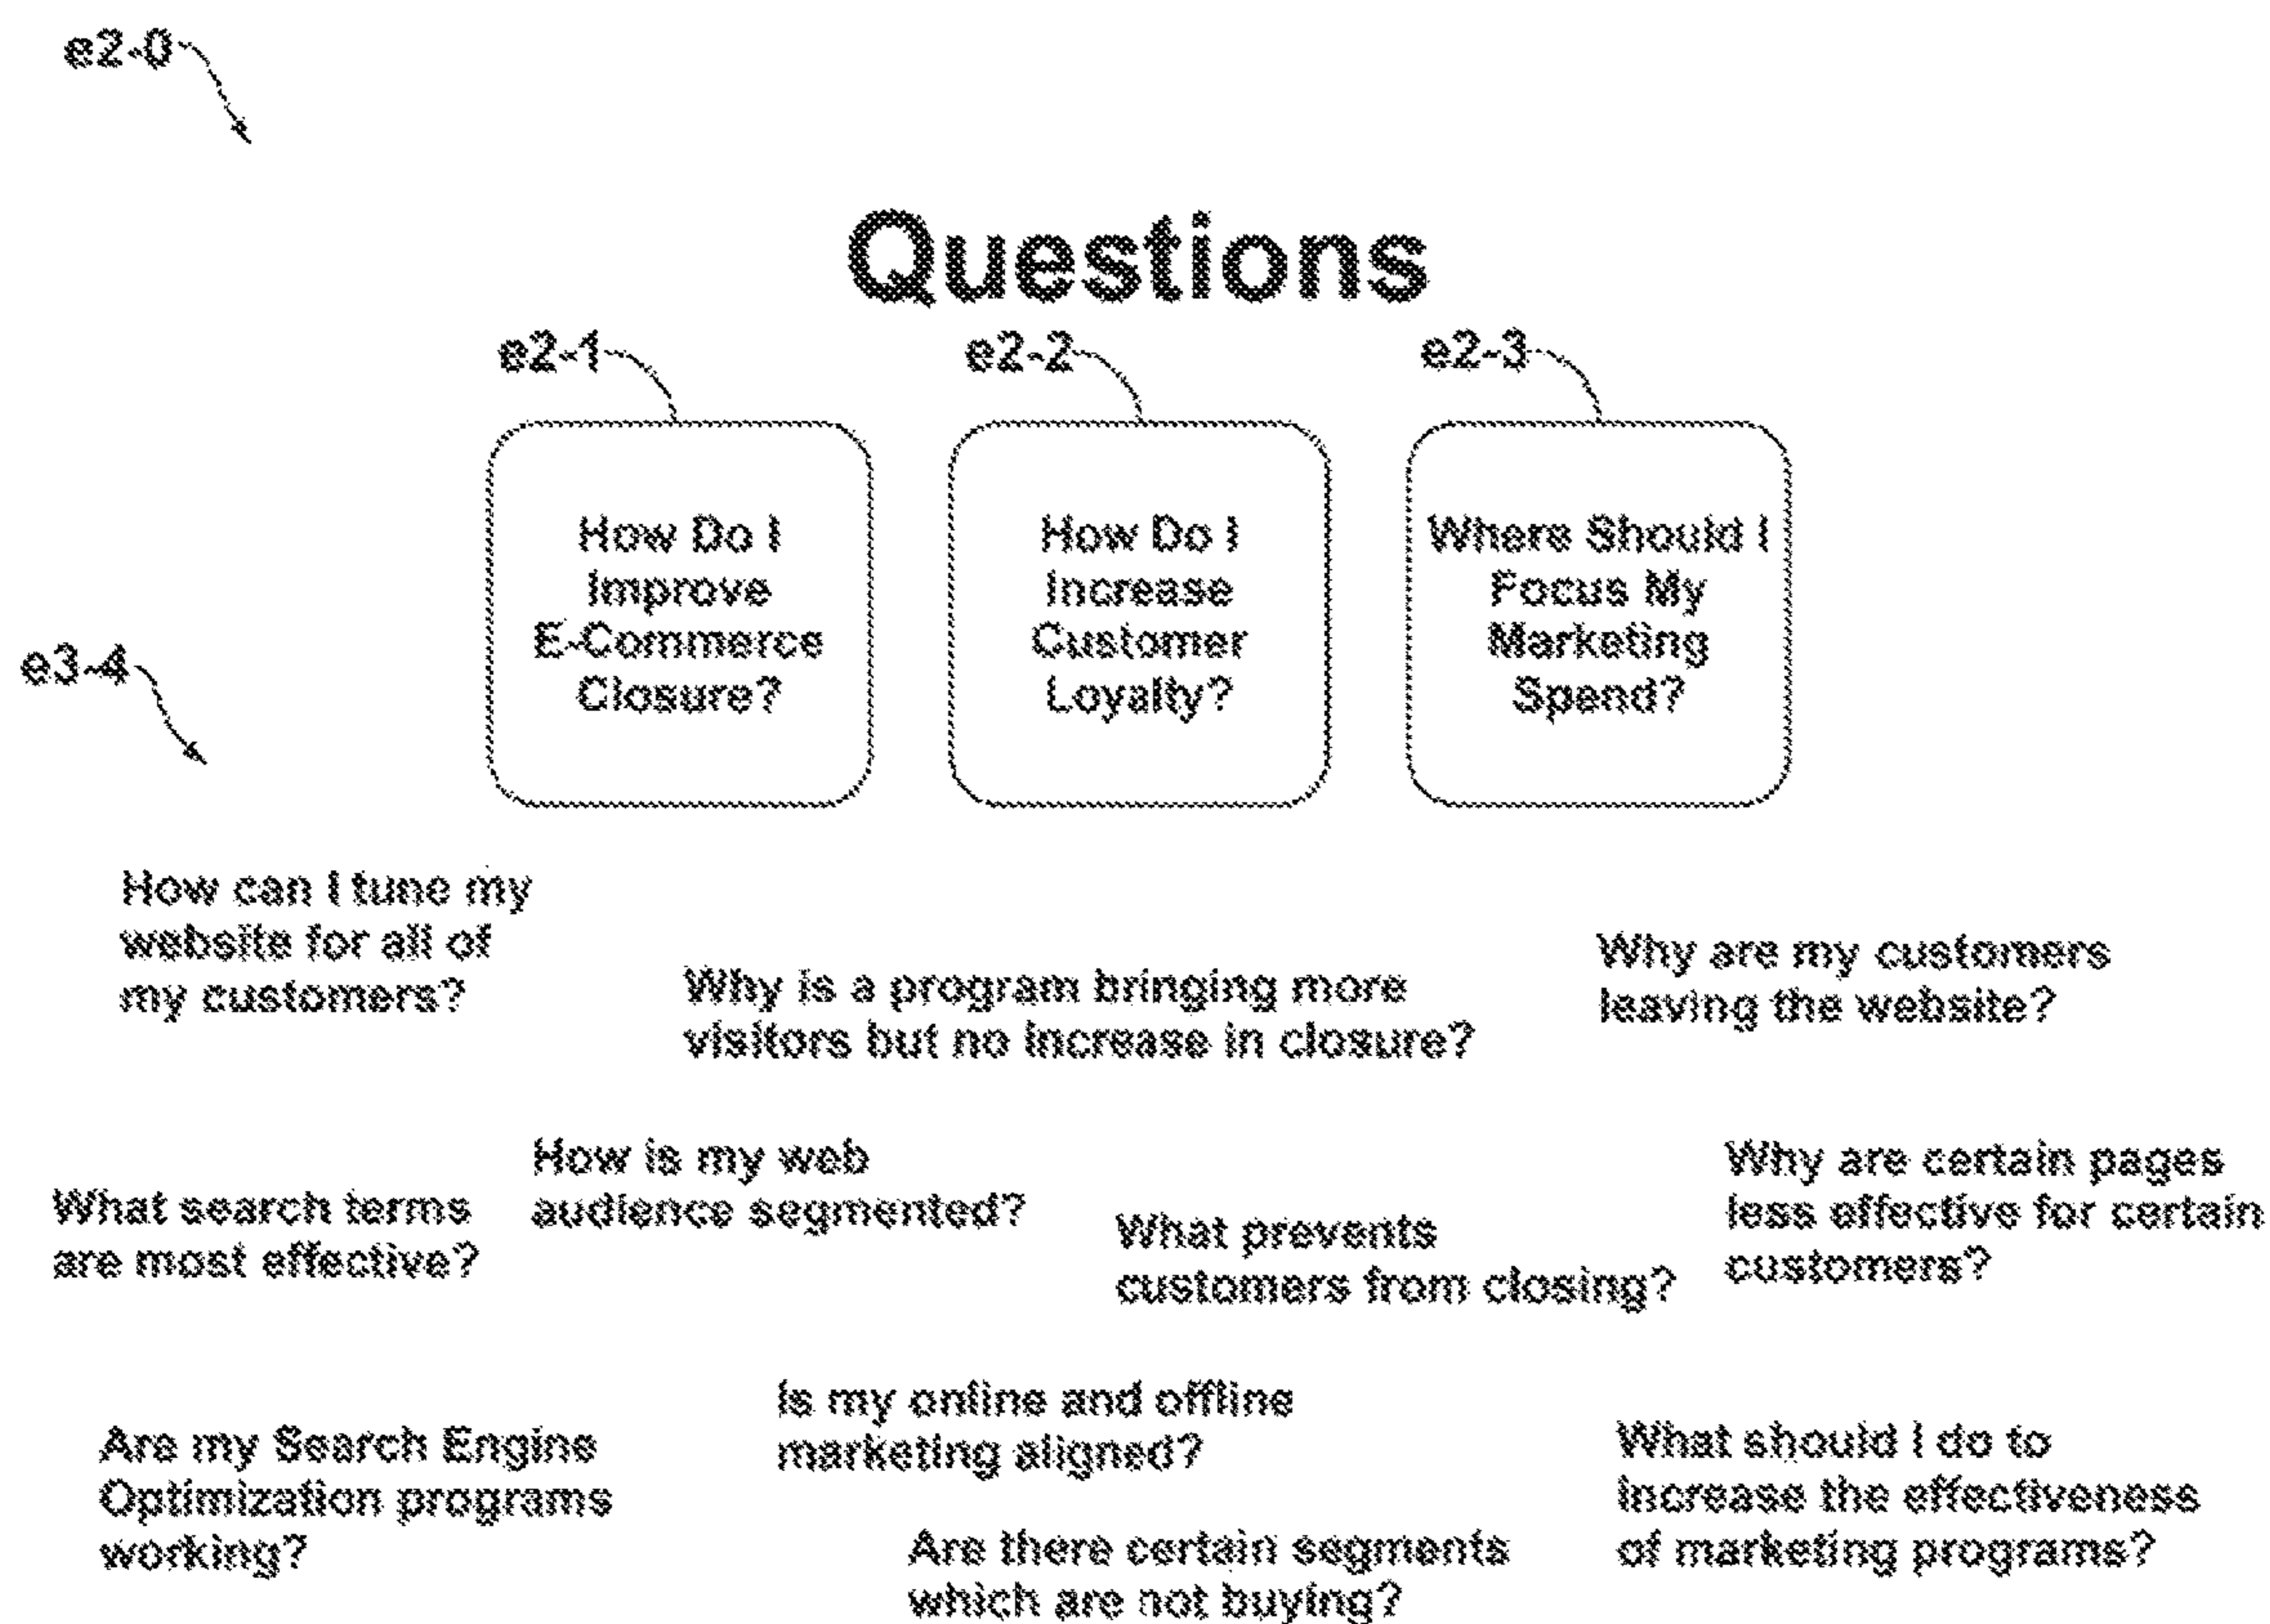 e2-0
Questions
e2-1
e2-2
e2-3
How Do I
Improve
E-Commerce
Closure?
How Do I
Increase
Customer
Loyalty?
Where Should I
Focus My
Marketing
Spend?
e3-4
How can I tune my
website for all of
my customers?
Why is a program bringing more
visitors but no increase in closure?
Why are my customers
leaving the website?
What search terms
are most effective?
How is my web
audience segmented?
What prevents
customers from closing?
Why are certain pages
less effective for certain
customers?
Are my Search Engine
Optimization programs
working?
Is my online and offline
marketing aligned?
Are there certain segments
which are not buying?
What should I do to
increase the effectiveness
of marketing programs?